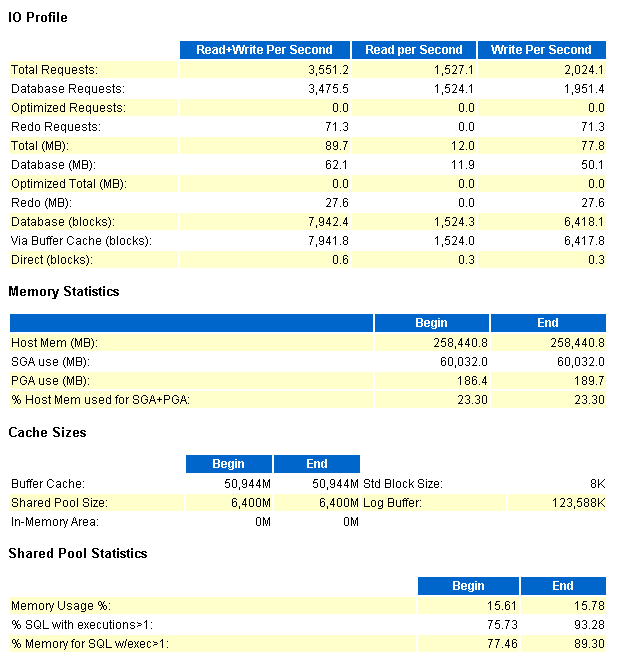 IO Profile
Read+Write Per Second Read per Second Write Per Second
Total Requests: 3,551.2 1,527.1 2,024.1
Database Requests: 3,475.5 1,524.1 1,951.4
Optimized Requests: 0.0 0.0 0.0
Redo Requests: 71.3 0.0 71.3
Total (MB): 89.7 12.0 77.8
Database (MB): 62.1 11.9 50.1
Optimized Total (MB): 0.0 0.0 0.0
Redo (MB): 27.6 0.0 27.6
Database (blocks): 7,942.4 1,524.3 6,418.1
Via Buffer Cache (blocks): 7,941.8 1,524.0 6,417.8
Direct (blocks): 0.6 0.3 0.3
Memory Statistics
Begin End
Host Mem (MB): 258,440.8 258,440.8
SGA use (MB): 60,032.0 60,032.0
PGA use (MB): 186.4 189.7
% Host Mem used for SGA+PGA: 23.30 23.30
Cache Sizes
Begin End
Buffer Cache: 50,944M 50,944M Std Block Size: 8K
Shared Pool Size: 6,400M 6,400M Log Buffer: 123,588K
In-Memory Area: 0M 0M
Shared Pool Statistics
Begin End
Memory Usage %: 15.61 15.78
% SQL with executions>1: 75.73 93.28
% Memory for SQL w/exec>1: 77.46 89.30